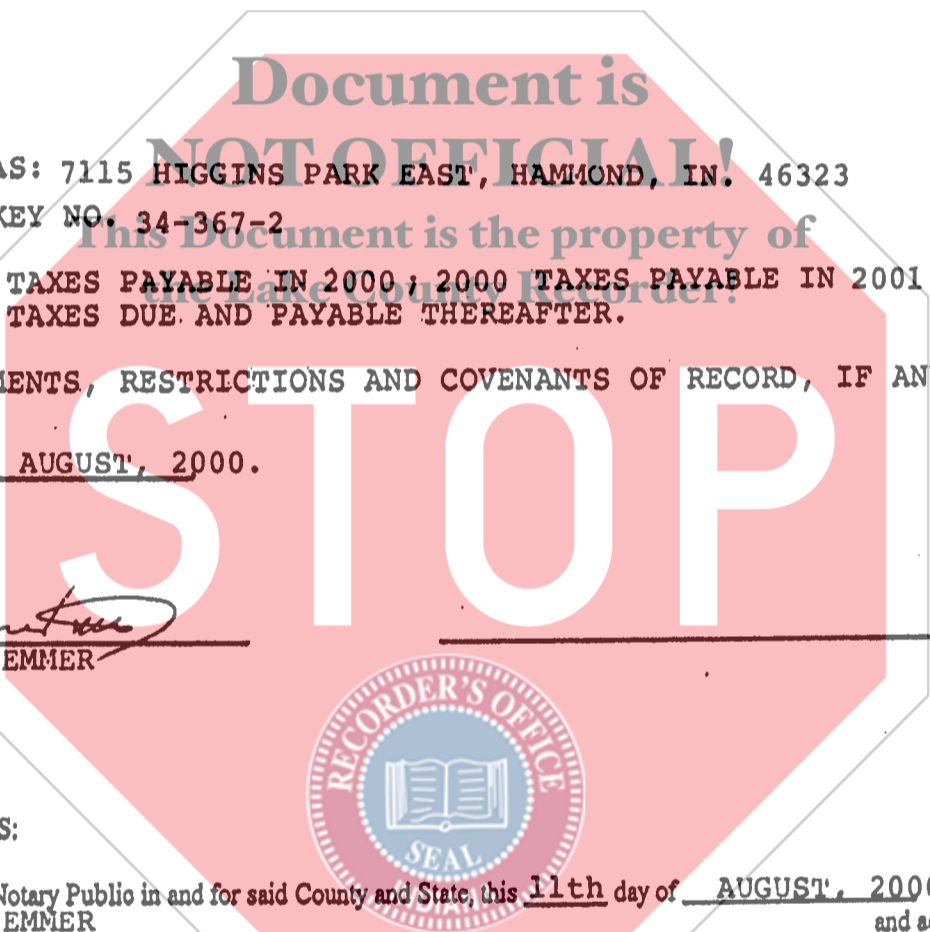 Document is
NOT OFFICIAL!
AS: 7115 HIGGINS PARK EAST, HAMMOND, IN. 46323
KEY NO. 34-367-2
This Document is the property of
TAXES PAYABLE IN 2000; 2000 TAXES PAYABLE IN 2001
the Lake County Recorder!
TAXES DUE AND PAYABLE THEREAFTER.
MENTS, RESTRICTIONS AND COVENANTS OF RECORD, IF AN
STOP
AUGUST, 2000.
EMMER
RECORDER'S OFFICE
SEAL
S:
Notary Public in and for said County and State, this 11th day of AUGUST, 2000
INDIANA
EMMER and a